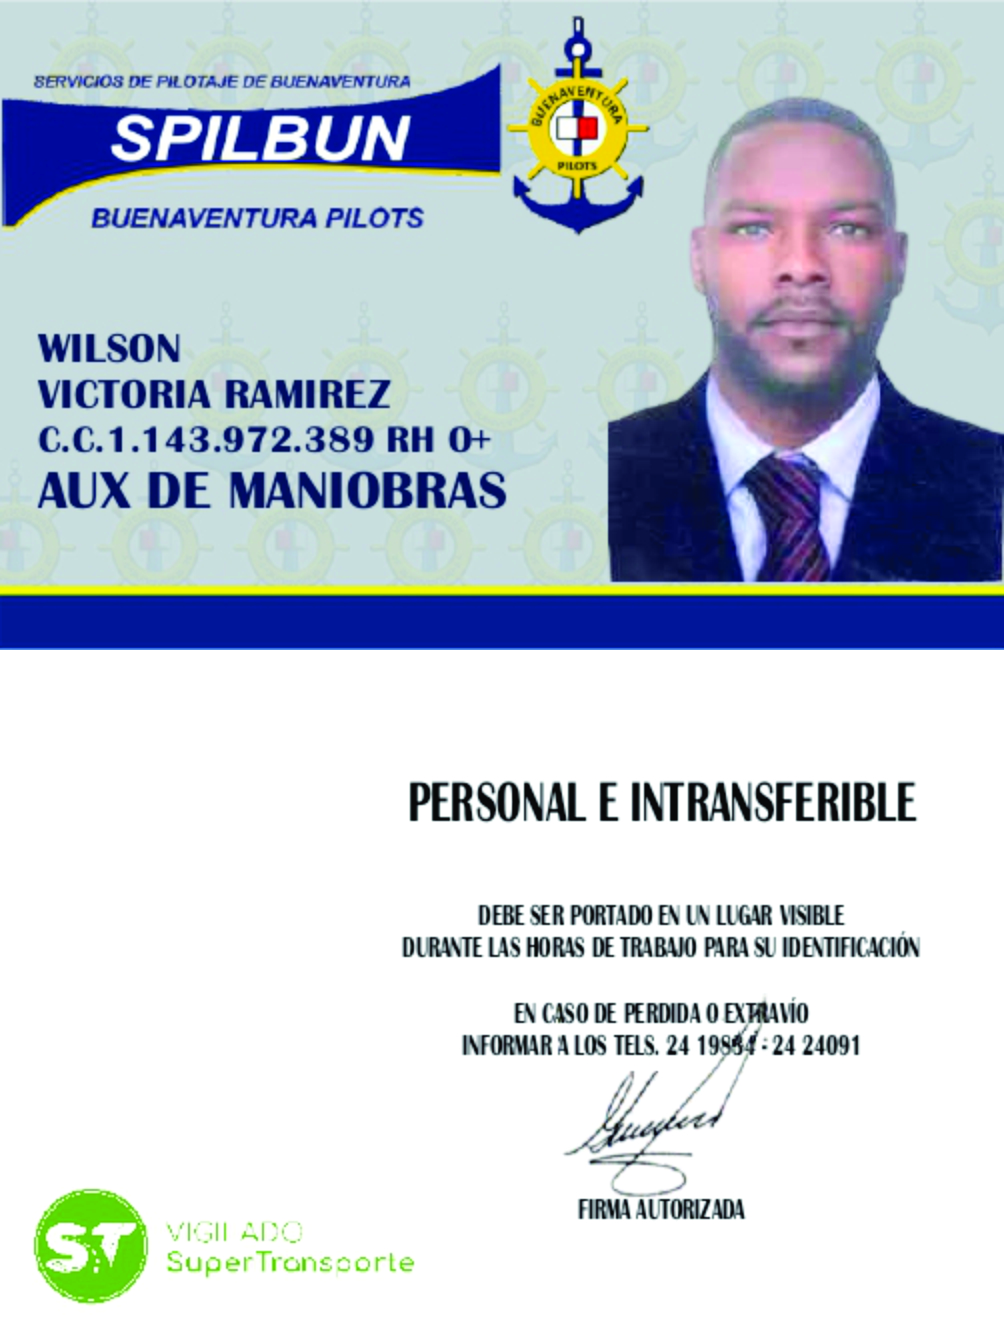 SERVICIOS DE PILOTAJE DE BUENAVENTURA
SPILBUN
BUENAVENTURA PILOTS
BUENAVENTURA
PILOTS
WILSON
VICTORIA RAMIREZ
C.C.1.143.972.389 RH O+
AUX DE MANIOBRAS
PERSONAL E INTRANSFERIBLE
DEBE SER PORTADO EN UN LUGAR VISIBLE
DURANTE LAS HORAS DE TRABAJO PARA SU IDENTIFICACIÓN
EN CASO DE PERDIDA O EXTRAVÍO
INFORMAR A LOS TELS. 24 - 24 24091
FIRMA AUTORIZADA
ST
VIGILADO
SuperTransporte